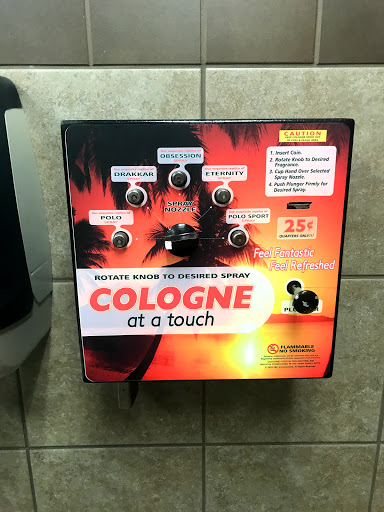 CAUTION
1. Insert Coin.
2. Rotate Knob to Desired
Fragrance.
3. Cup Hand Over Selected
Spray Nozzle.
4. Push Plunger Firmly for
Desired Spray.
OBSESSION
DRAKKAR
ETERNITY
POLO
POLO SPORT
SPRAY
NOZZLE
25¢
QUARTERS ONLY
Feel Fantastic
Feel Refreshed
ROTATE KNOB TO DESIRED SPRAY
COLOGNE
at a touch
FLAMMABLE
NO SMOKING